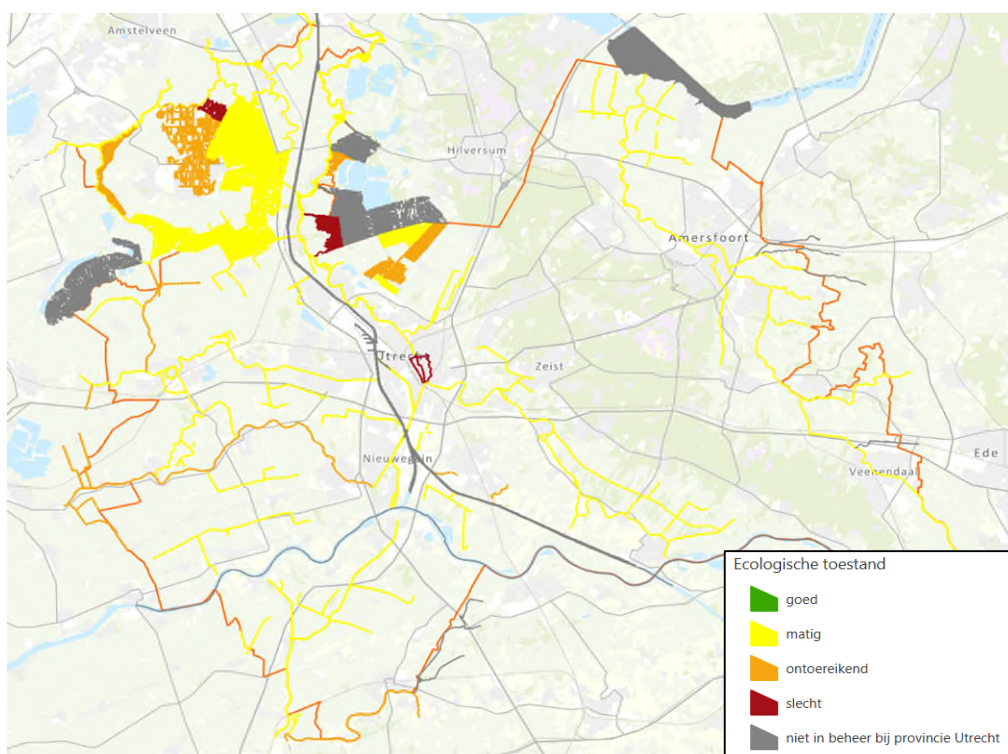 Amstelveen
Hilversum
Amersfoort
Utrecht
Zeist
Ede
Nieuwegein
Veenendaal
Ecologische toestand
goed
matig
ontoereikend
slecht
niet in beheer bij provincie Utrecht